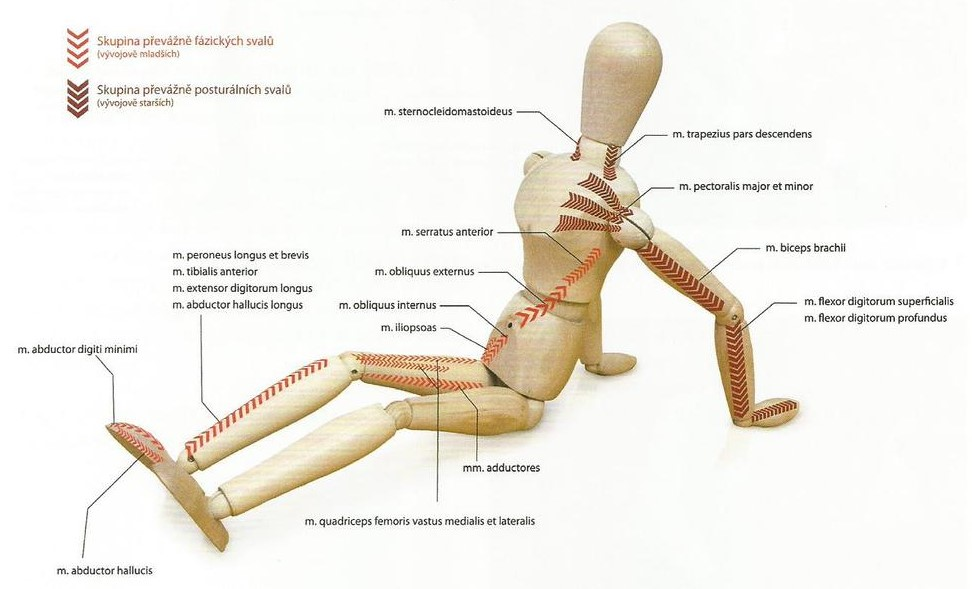 Skupina převážně fázických svalů
(vývojově mladších)
Skupina převážně posturálních svalů
(vývojově starších)
m. sternocleidomastoideus
m. trapezius pars descendens
m. pectoralis major et minor
m. serratus anterior
m. biceps brachii
m. peroneus longus et brevis
m. tibialis anterior
m. extensor digitorum longus
m. abductor hallucis longus
m. obliquus externus
m. obliquus internus
m. iliopsoas
m. flexor digitorum superficialis
m. flexor digitorum profundus
m. abductor digiti minimi
mm. adductores
m. quadriceps femoris vastus medialis et lateralis
m. abductor hallucis